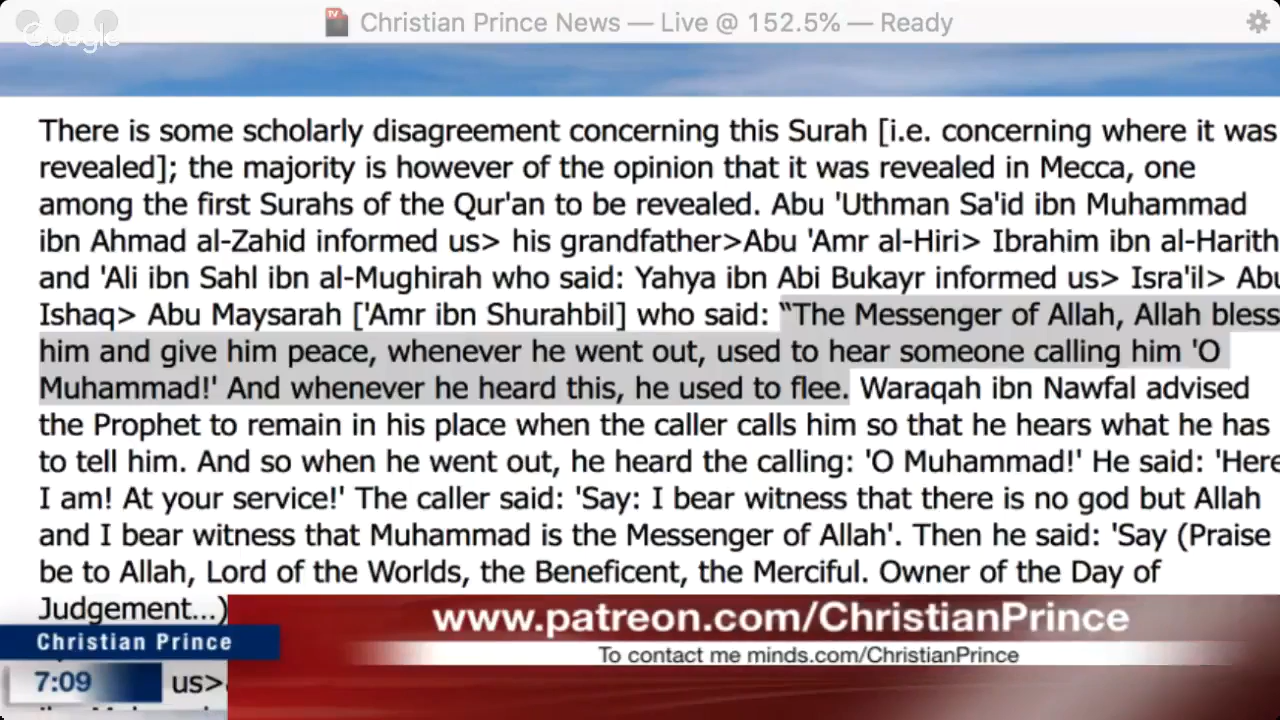 Christian Prince News — Live @ 152.5% — Ready
Google
There is some scholarly disagreement concerning this Surah [i.e. concerning where it was
revealed]; the majority is however of the opinion that it was revealed in Mecca, one
among the first Surahs of the Qur'an to be revealed. Abu 'Uthman Sa'id ibn Muhammad
ibn Ahmad al-Zahid informed us> his grandfather>Abu 'Amr al-Hiri> Ibrahim ibn al-Harith
and 'Ali ibn Sahl ibn al-Mughirah who said: Yahya ibn Abi Bukayr informed us> Isra'il> Abu
Ishaq> Abu Maysarah ['Amr ibn Shurahbil] who said: “The Messenger of Allah, Allah bless
him and give him peace, whenever he went out, used to hear someone calling him 'O
Muhammad!' And whenever he heard this, he used to flee. Waraqah ibn Nawfal advised
the Prophet to remain in his place when the caller calls him so that he hears what he has
to tell him. And so when he went out, he heard the calling: 'O Muhammad!' He said: 'Here
I am! At your service!' The caller said: 'Say: I bear witness that there is no god but Allah
and I bear witness that Muhammad is the Messenger of Allah'. Then he said: 'Say (Praise
be to Allah, Lord of the Worlds, the Beneficent, the Merciful. Owner of the Day of
Judgement...)
www.patreon.com/ChristianPrince
Christian Prince
To contact me minds.com/ChristianPrince
7:09
us>